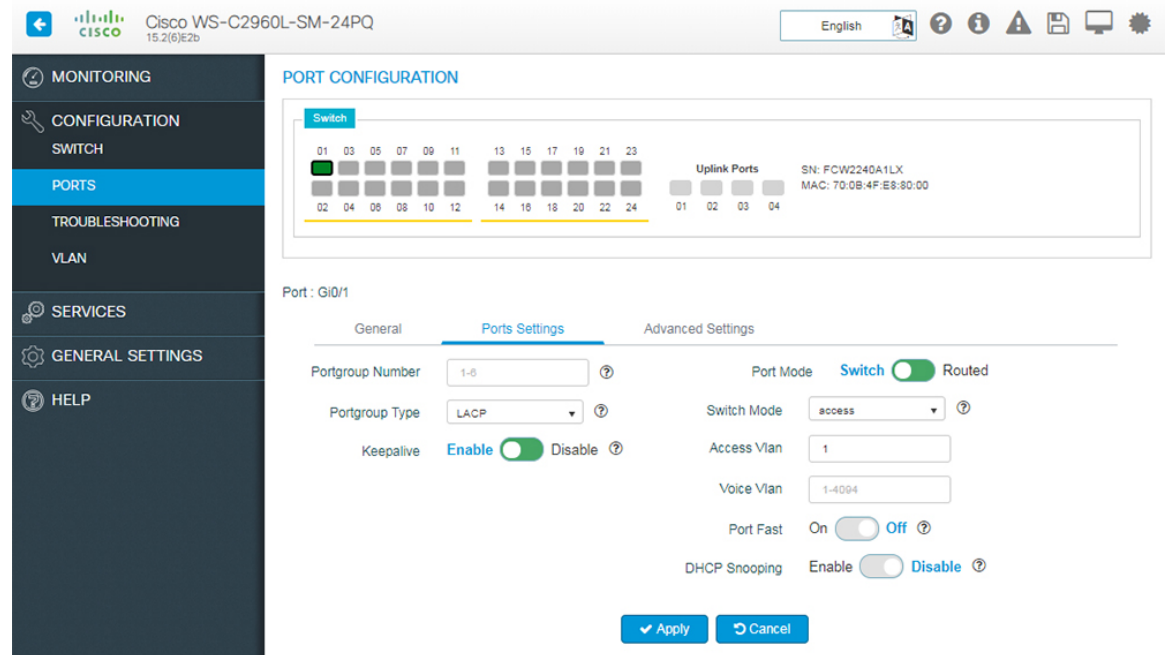 CISCO
Cisco WS-C2960L-SM-24PQ
15.2(6)E2b
English
MONITORING
CONFIGURATION
SWITCH
PORTS
TROUBLESHOOTING
VLAN
SERVICES
GENERAL SETTINGS
HELP
PORT CONFIGURATION
Switch
01 03 05 07 09 11 13 15 17 19 21 23
02 04 06 08 10 12 14 16 18 20 22 24
Uplink Ports
01 02 03 04
SN: FCW2240A1LX
MAC: 70:0B:4F:E8:80:00
Port : Gi0/1
General Ports Settings Advanced Settings
Portgroup Number 1-6
Portgroup Type LACP
Keepalive Enable Disable
Port Mode Switch Routed
Switch Mode access
Access Vlan 1
Voice Vlan 1-4094
Port Fast On Off
DHCP Snooping Enable Disable
Apply Cancel